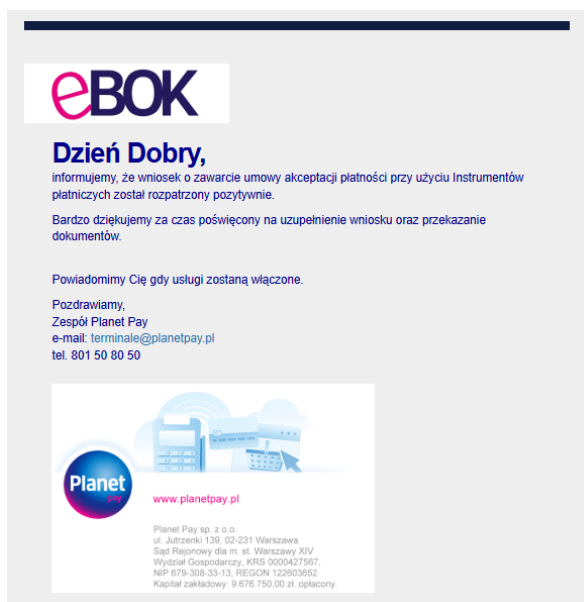 eBOK
Dzień Dobry,
informujemy, że wniosek o zawarcie umowy akceptacji płatności przy użyciu Instrumentów
płatniczych został rozpatrzony pozytywnie.
Bardzo dziękujemy za czas poświęcony na uzupełnienie wniosku oraz przekazanie
dokumentów.
Powiadomimy Cię gdy usługi zostaną włączone.
Pozdrawiamy,
Zespół Planet Pay
e-mail: terminale@planetpay.pl
tel. 801 50 80 50
Planet
pay
www.planetpay.pl
Planet Pay sp. z o.o.
ul. Jutrzenki 139, 02-231 Warszawa
Sąd Rejonowy dla m. st. Warszawy XIV
Wydział Gospodarczy, KRS 0000427567,
NIP 679-308-33-13, REGON 122603652
Kapitał zakładowy: 9.676.750,00 zł, opłacony.